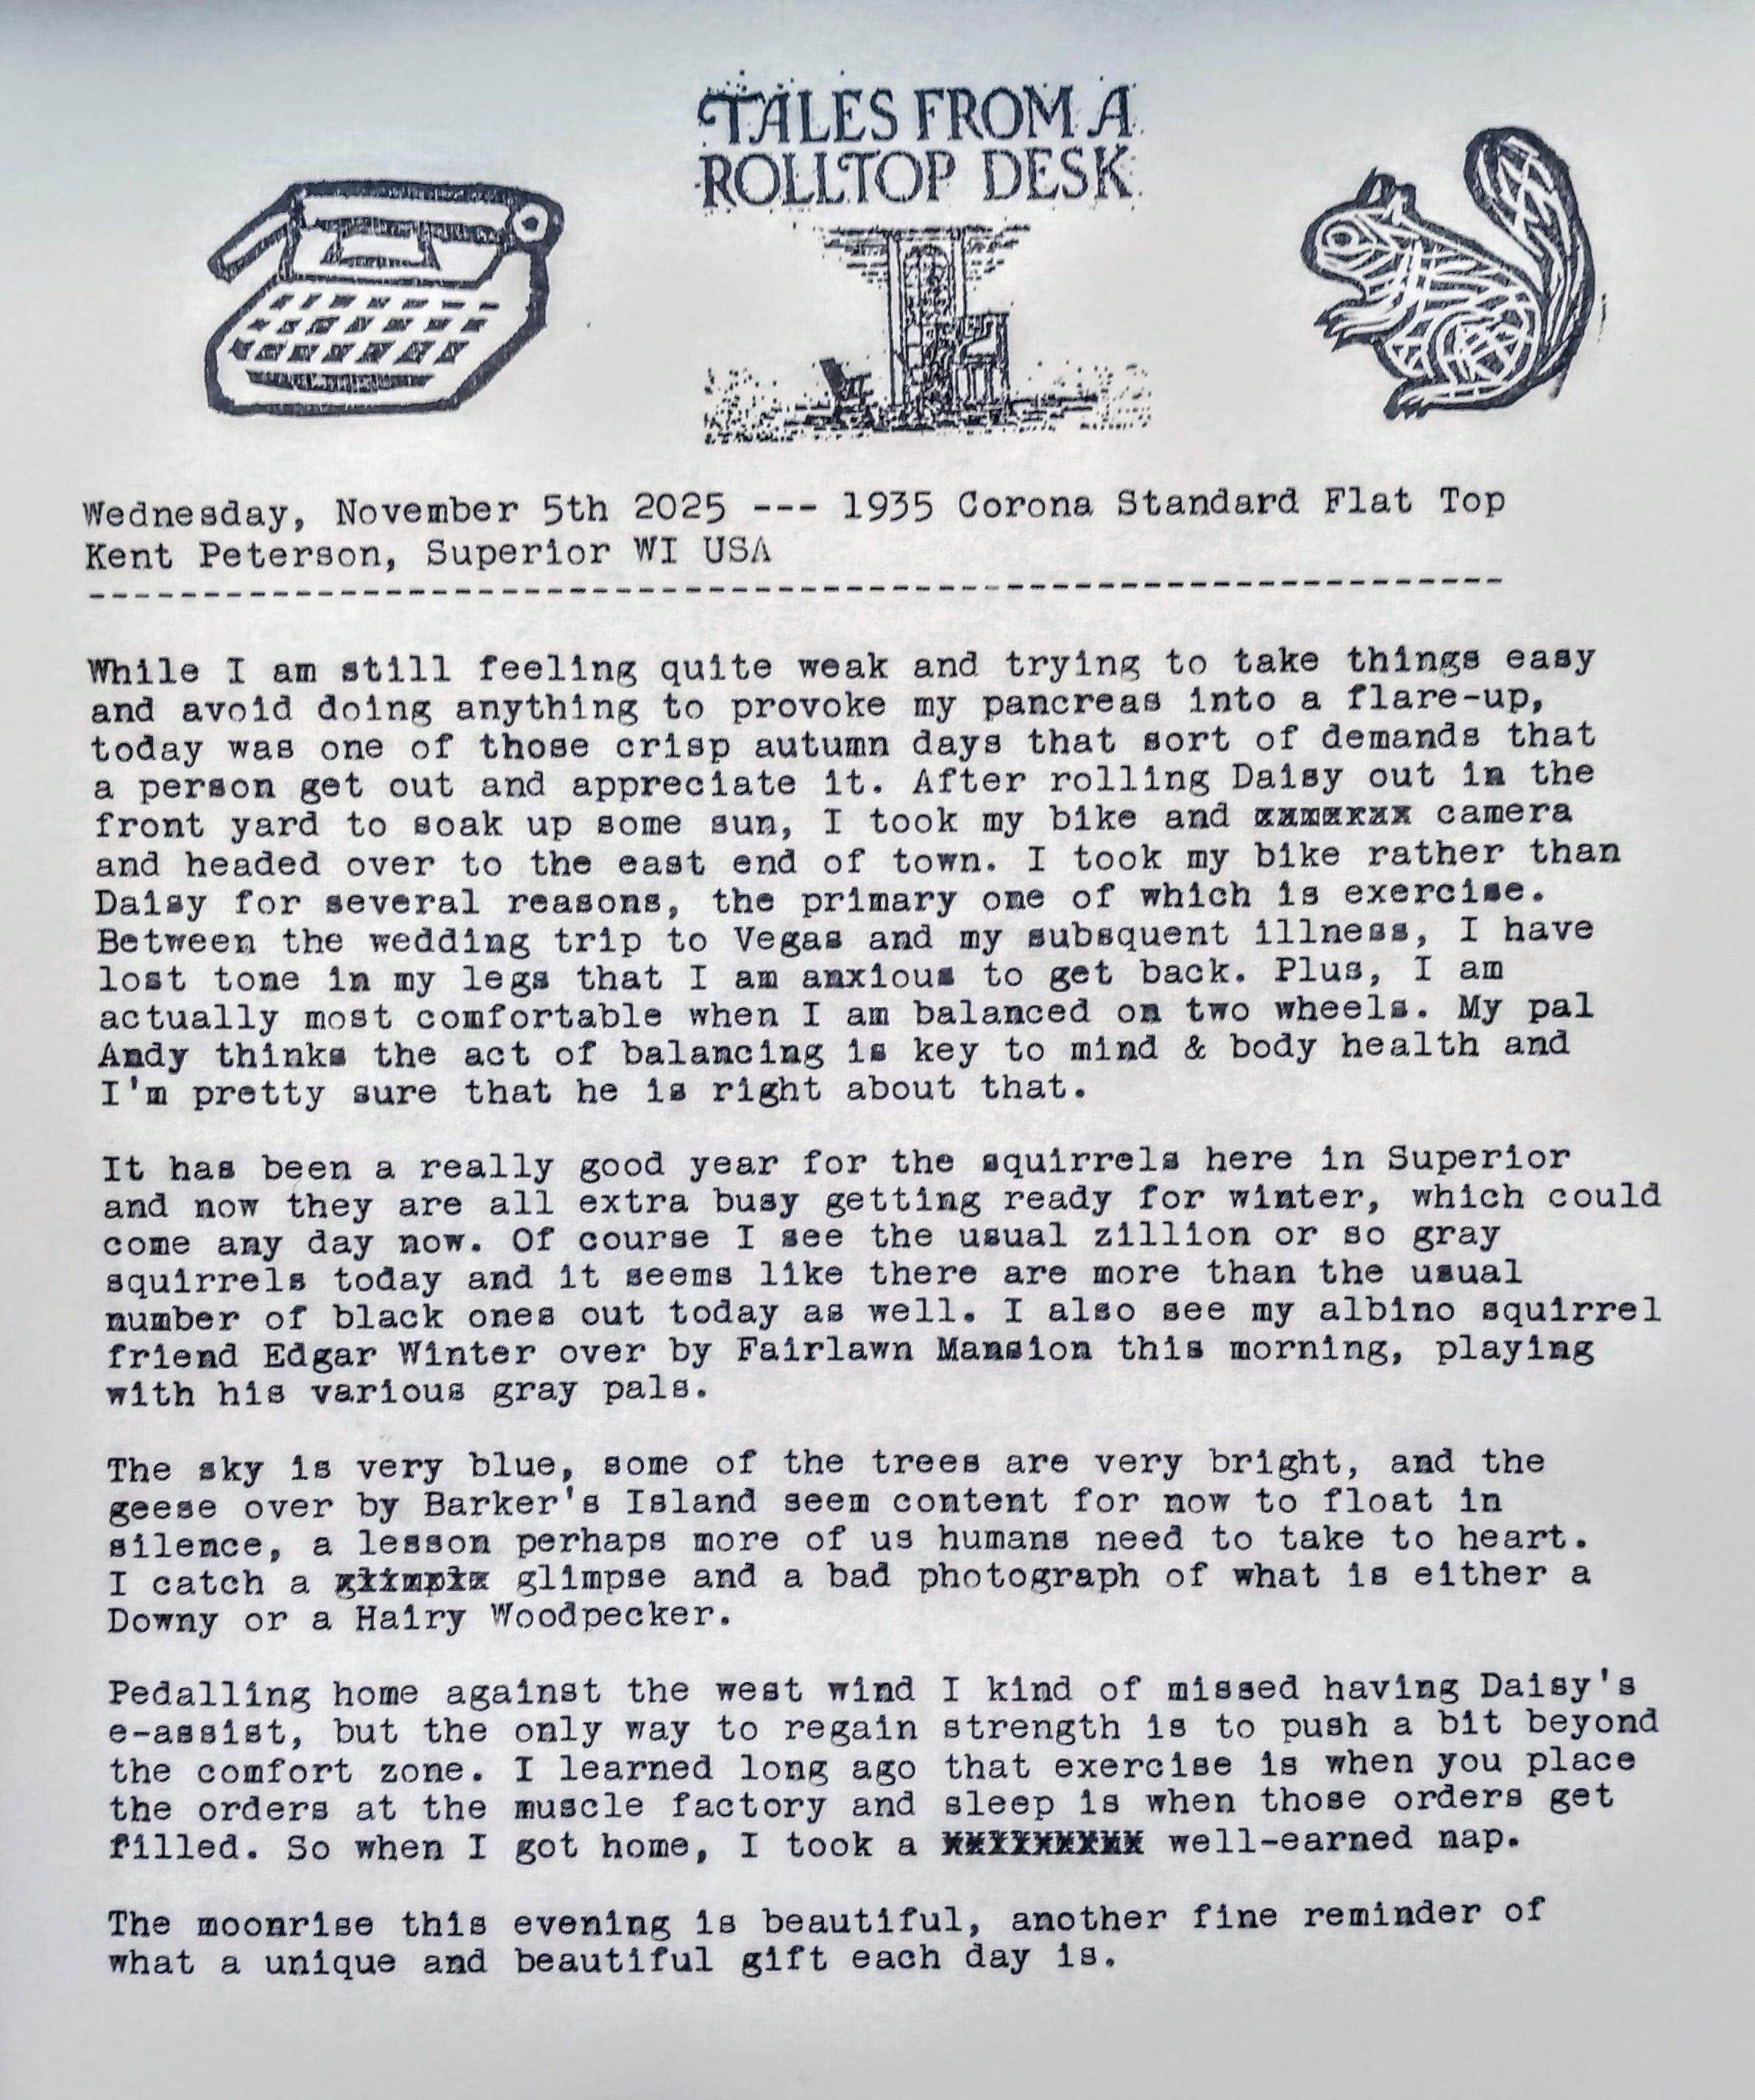 TALES FROM A
ROLLTOP DESK
Wednesday, November 5th 2025 --- 1935 Corona Standard Flat Top
Kent Peterson, Superior WI USA
--------------------------------------------------------------
While I am still feeling quite weak and trying to take things easy
and avoid doing anything to provoke my pancreas into a flare-up,
today was one of those crisp autumn days that sort of demands that
a person get out and appreciate it. After rolling Daisy out in the
front yard to soak up some sun, I took my bike and camera
and headed over to the east end of town. I took my bike rather than
Daisy for several reasons, the primary one of which is exercise.
Between the wedding trip to Vegas and my subsquent illness, I have
lost tone in my legs that I am anxious to get back. Plus, I am
actually most comfortable when I am balanced on two wheels. My pal
Andy thinks the act of balancing is key to mind & body health and
I'm pretty sure that he is right about that.
It has been a really good year for the squirrels here in Superior
and now they are all extra busy getting ready for winter, which could
come any day now. Of course I see the usual zillion or so gray
squirrels today and it seems like there are more than the usual
number of black ones out today as well. I also see my albino squirrel
friend Edgar Winter over by Fairlawn Mansion this morning, playing
with his various gray pals.
The sky is very blue, some of the trees are very bright, and the
geese over by Barker's Island seem content for now to float in
silence, a lesson perhaps more of us humans need to take to heart.
I catch a glimpse and a bad photograph of what is either a
Downy or a Hairy Woodpecker.
Pedalling home against the west wind I kind of missed having Daisy's
e-assist, but the only way to regain strength is to push a bit beyond
the comfort zone. I learned long ago that exercise is when you place
the orders at the muscle factory and sleep is when those orders get
filled. So when I got home, I took a well-earned nap.
The moonrise this evening is beautiful, another fine reminder of
what a unique and beautiful gift each day is.